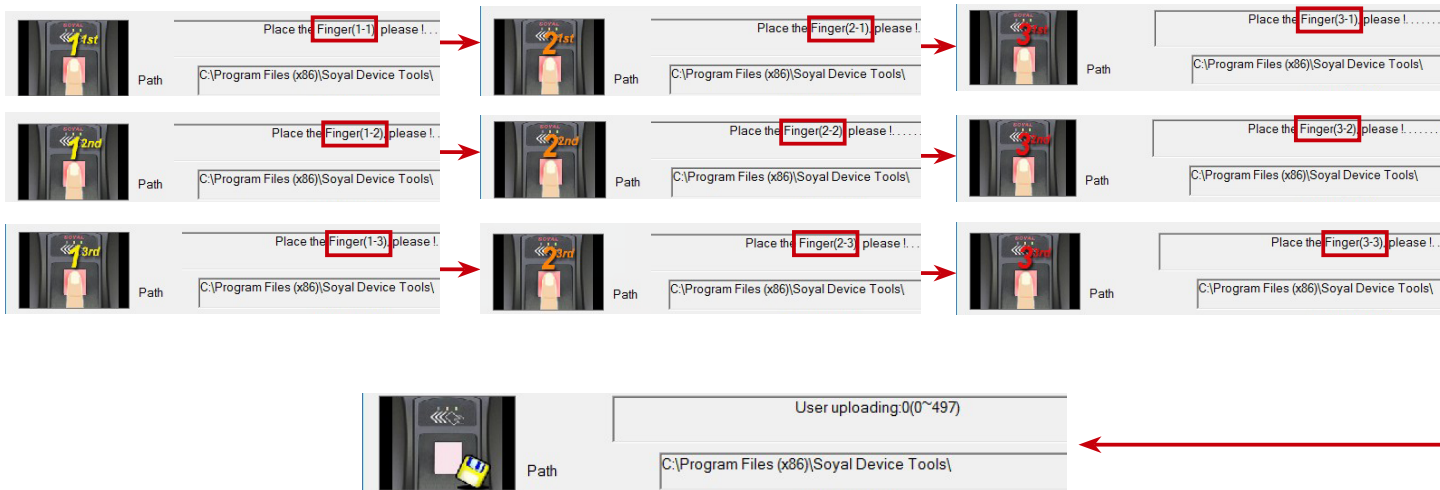 SOYAL
1 1st
Place the Finger(1-1), please !. . .
Path
C:\Program Files (x86)\Soyal Device Tools\
SOYAL
2 1st
Place the Finger(2-1), please !.
Path
C:\Program Files (x86)\Soyal Device Tools\
3 1st
Place the Finger(3-1), please !. . . . . . . .
Path
C:\Program Files (x86)\Soyal Device Tools\
SOYAL
1 2nd
Place the Finger(1-2), please !. .
Path
C:\Program Files (x86)\Soyal Device Tools\
SOYAL
2 2nd
Place the Finger(2-2), please !. . . . . .
Path
C:\Program Files (x86)\Soyal Device Tools\
3 2nd
Place the Finger(3-2), please !. . . . . . . .
Path
C:\Program Files (x86)\Soyal Device Tools\
1 3rd
Place the Finger(1-3), please !.
Path
C:\Program Files (x86)\Soyal Device Tools\
SOYAL
2 3rd
Place the Finger(2-3), please !. . .
Path
C:\Program Files (x86)\Soyal Device Tools\
3 3rd
Place the Finger(3-3), please !. . .
Path
C:\Program Files (x86)\Soyal Device Tools\
User uploading:0(0~497)
Path
C:\Program Files (x86)\Soyal Device Tools\